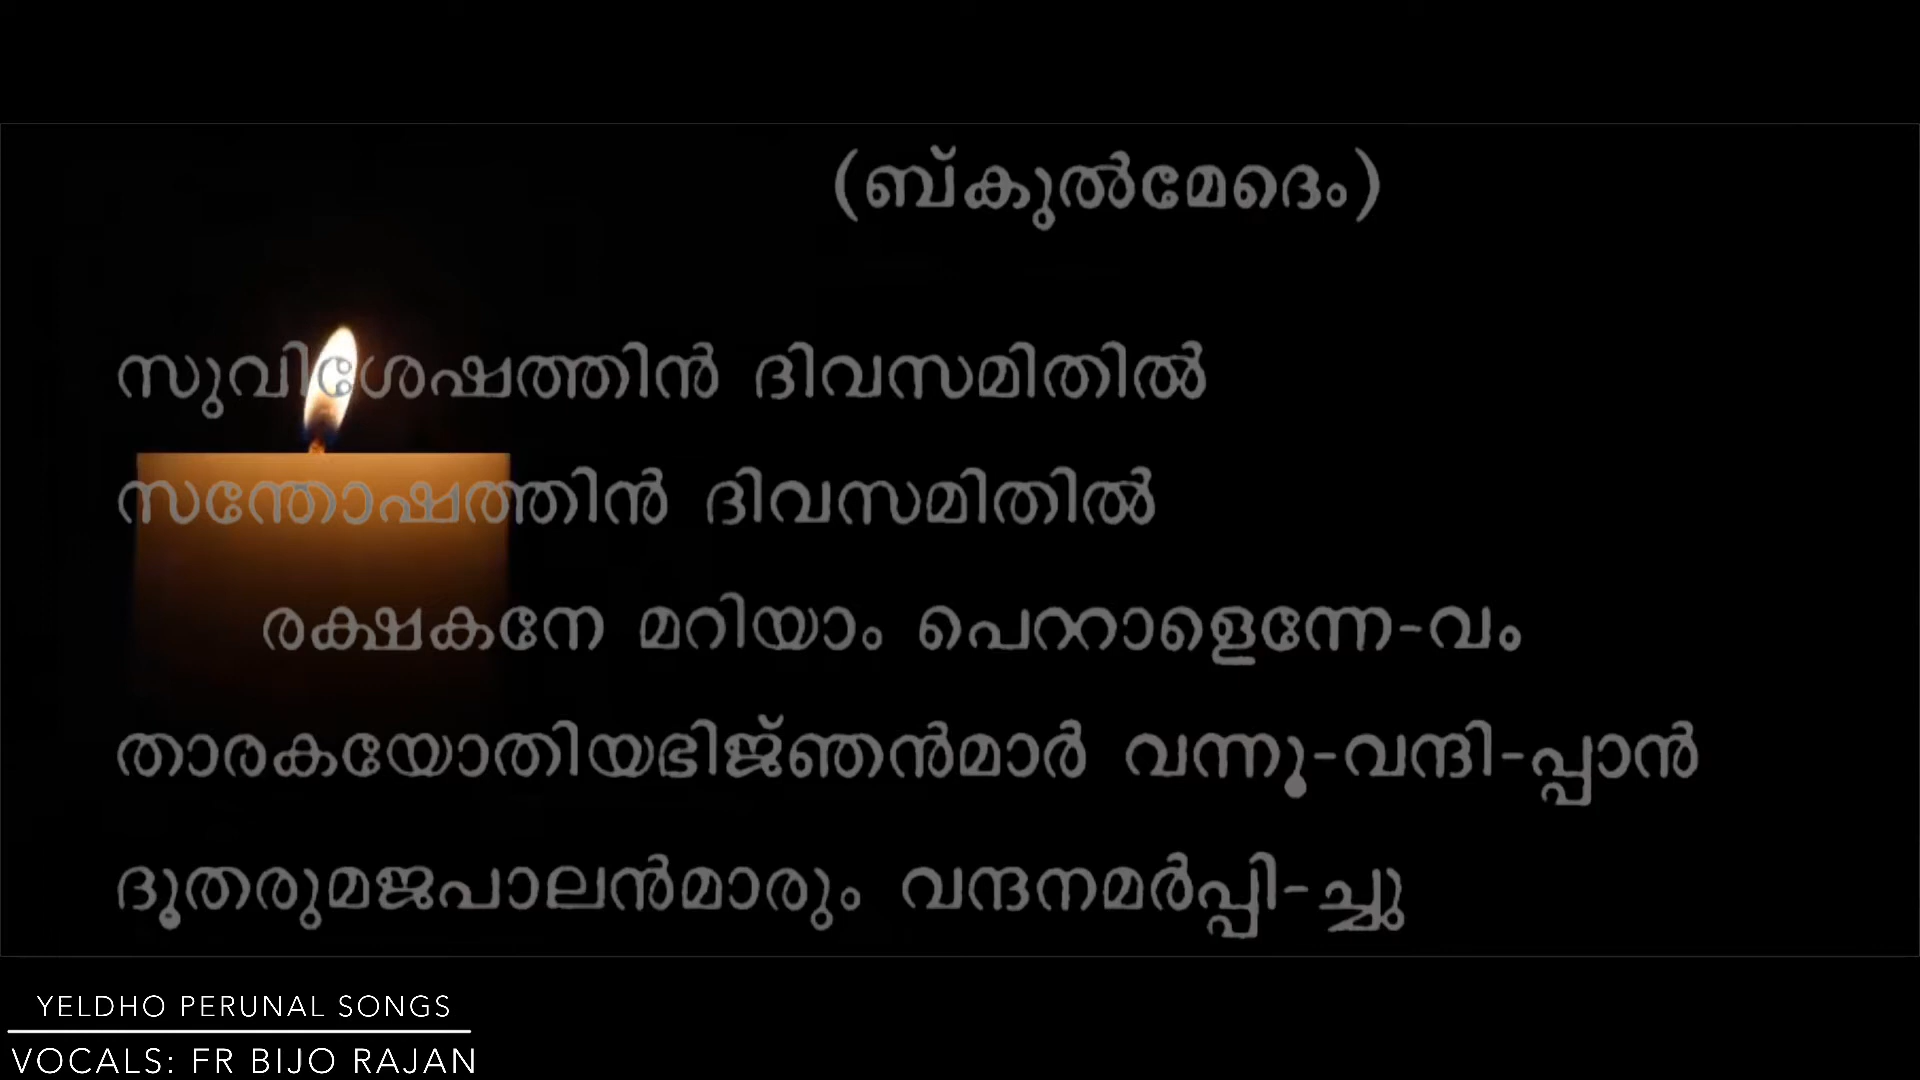 (ബ്കുൽമേദെം)
സുവിശേഷത്തിൻ ദിവസമിതിൽ
സന്തോഷത്തിൻ ദിവസമിതിൽ
രക്ഷകനേ മറിയാം പെറ്റാളെന്നേ-വം
താരകയോതിയഭിജ്ഞൻമാർ വന്നൂ-വന്ദി-പ്പാൻ
ദൂതരുമജപാലൻമാരും വന്ദനമർപ്പി-ച്ചു
YELDHO PERUNAL SONGS
VOCALS: FR BIJO RAJAN